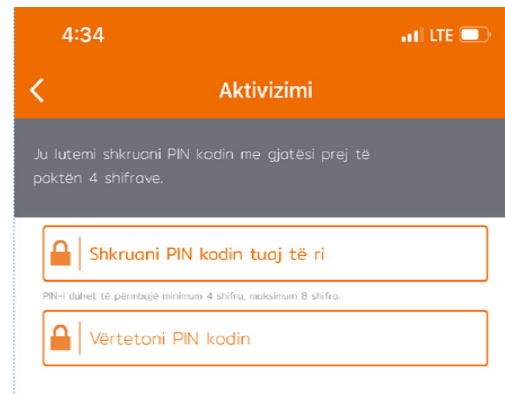 4:34
LTE
Aktivizimi
Ju lutemi shkruani PIN kodin me gjatësi prej të
paktën 4 shifrave.
Shkruani PIN kodin tuaj të ri
PIN-i duhet të përmbajë minimum 4 shifra, maksimum 8 shifra.
Vërtetoni PIN kodin